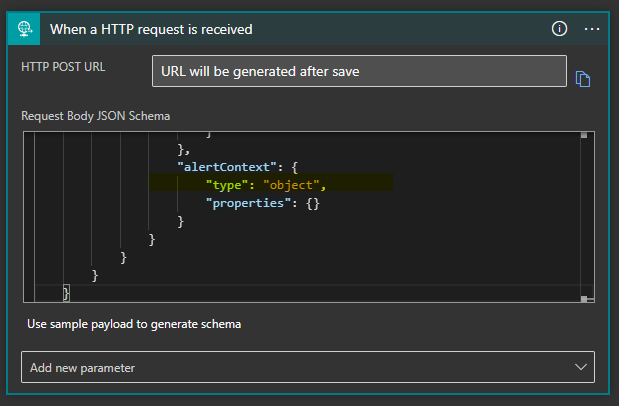 When a HTTP request is received
HTTP POST URL
URL will be generated after save
Request Body JSON Schema
]
},
"alertContext": {
"type": "object",
"properties": {}
}
}
}
}
}
Use sample payload to generate schema
Add new parameter